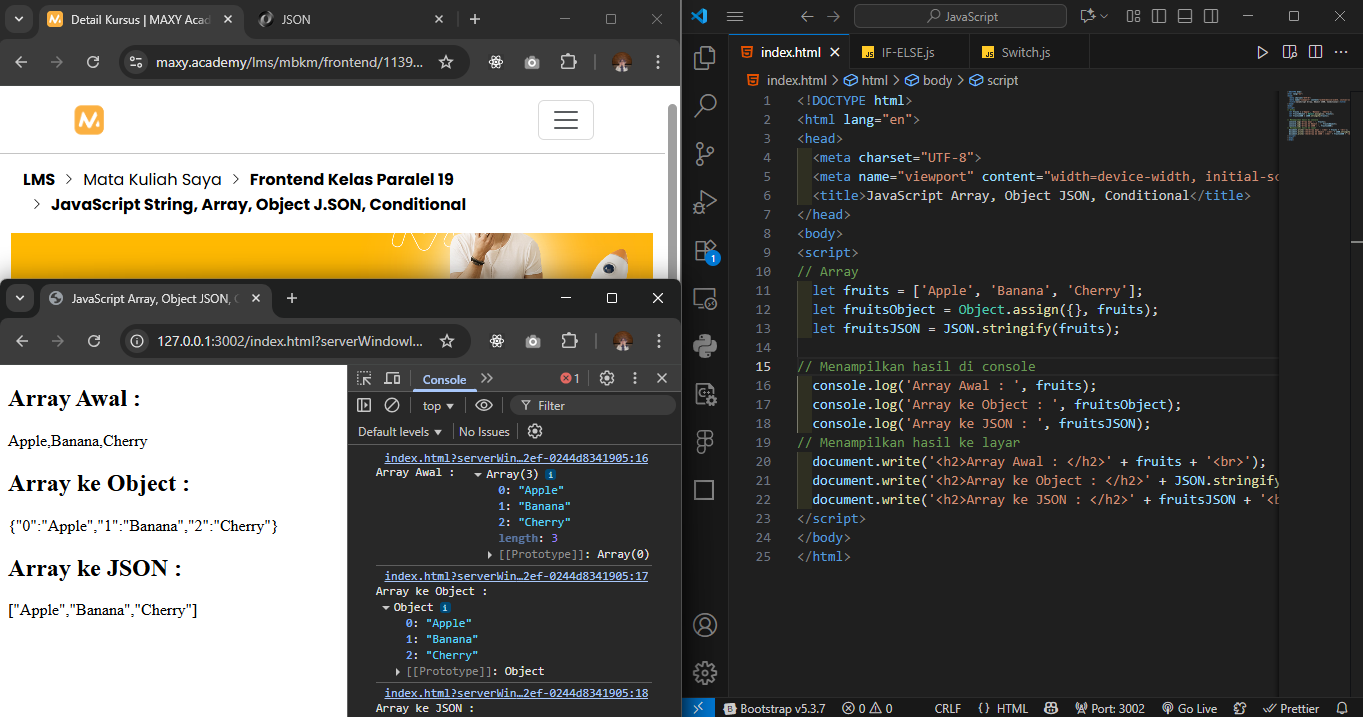 Detail Kursus | MAXY Acad
JSON
maxy.academy/lms/mbkm/frontend/1139...
LMS > Mata Kuliah Saya > Frontend Kelas Paralel 19
> JavaScript String, Array, Object J.SON, Conditional
JavaScript Array, Object JSON, C
127.0.0.1:3002/index.html?serverWindowI...
Array Awal :
Apple,Banana,Cherry
Array ke Object :
{"0":"Apple","1":"Banana","2":"Cherry"}
Array ke JSON :
["Apple","Banana","Cherry"]
Console
1
top
Filter
Default levels
No Issues
index.html?serverWin…2ef-0244d8341905:16
Array Awal : Array(3)
0: "Apple"
1: "Banana"
2: "Cherry"
length: 3
[[Prototype]]: Array(0)
index.html?serverWin…2ef-0244d8341905:17
Array ke Object :
Object
0: "Apple"
1: "Banana"
2: "Cherry"
[[Prototype]]: Object
index.html?serverWin…2ef-0244d8341905:18
Array ke JSON :
JavaScript
index.html
IF-ELSE.js
Switch.js
index.html > html > body > script
1 <!DOCTYPE html>
2 <html lang="en">
3 <head>
4 <meta charset="UTF-8">
5 <meta name="viewport" content="width=device-width, initial-sc
6 <title>JavaScript Array, Object JSON, Conditional</title>
7 </head>
8 <body>
9 <script>
10 // Array
11 let fruits = ['Apple', 'Banana', 'Cherry'];
12 let fruitsObject = Object.assign({}, fruits);
13 let fruitsJSON = JSON.stringify(fruits);
14
15 // Menampilkan hasil di console
16 console.log('Array Awal : ', fruits);
17 console.log('Array ke Object : ', fruitsObject);
18 console.log('Array ke JSON : ', fruitsJSON);
19 // Menampilkan hasil ke layar
20 document.write('<h2>Array Awal : </h2>' + fruits + '<br>');
21 document.write('<h2>Array ke Object : </h2>' + JSON.stringify
22 document.write('<h2>Array ke JSON : </h2>' + fruitsJSON + '<b
23 </script>
24 </body>
25 </html>
1
Bootstrap v5.3.7
0
0
CRLF
{} HTML
Port: 3002
Go Live
Prettier